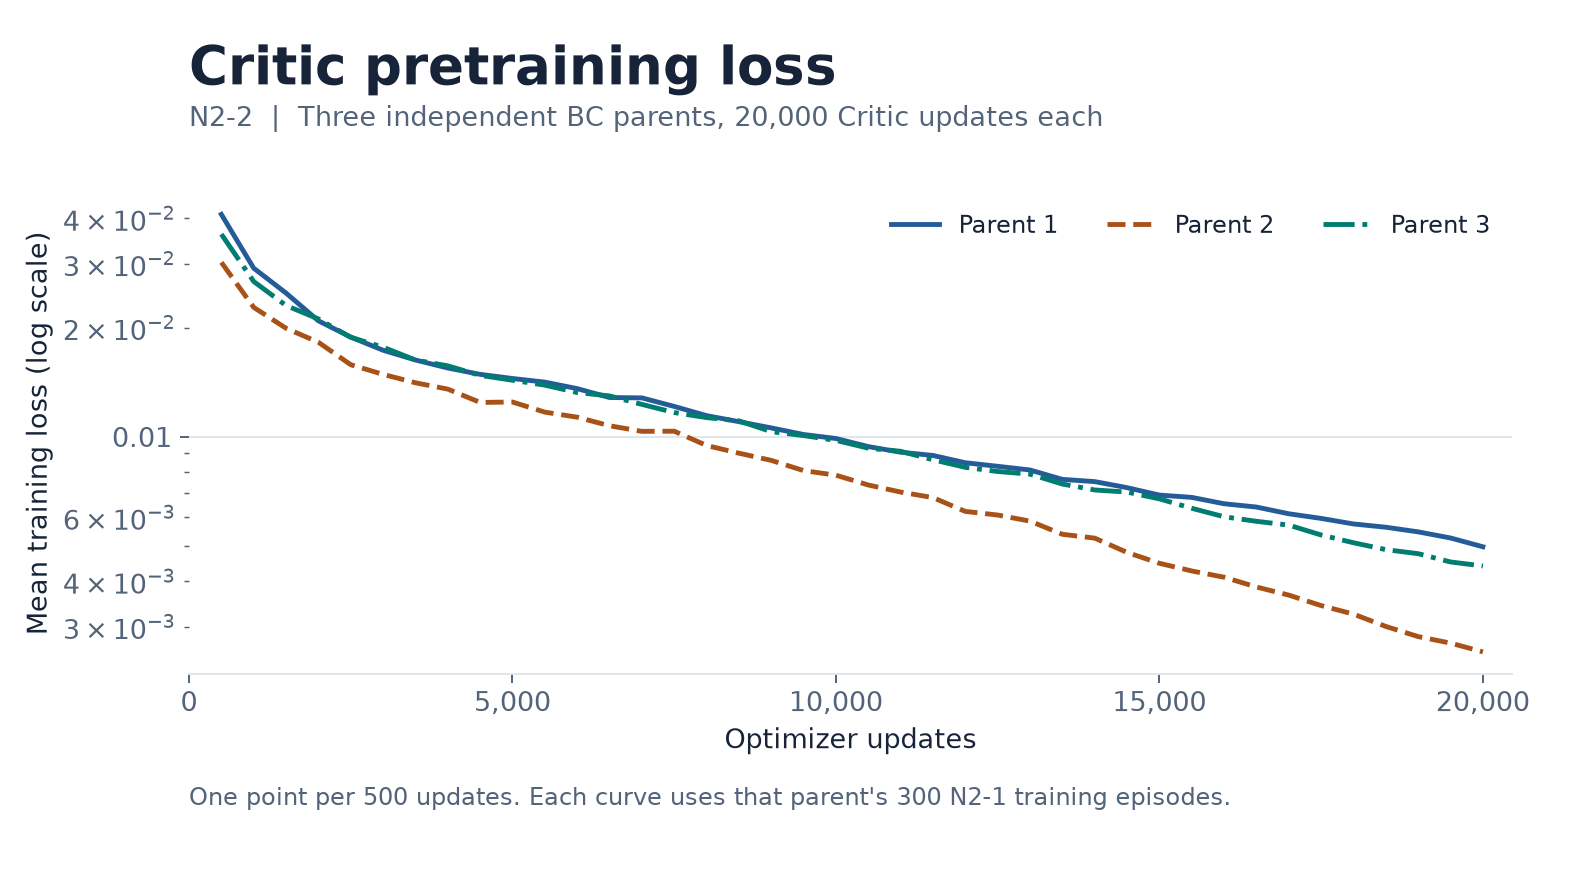 Critic pretraining loss
N2-2 | Three independent BC parents, 20,000 Critic updates each
Parent 1
Parent 2
Parent 3
Mean training loss (log scale)
4 × 10⁻²
3 × 10⁻²
2 × 10⁻²
0.01
6 × 10⁻³
4 × 10⁻³
3 × 10⁻³
0 5,000 10,000 15,000 20,000
Optimizer updates
One point per 500 updates. Each curve uses that parent's 300 N2-1 training episodes.